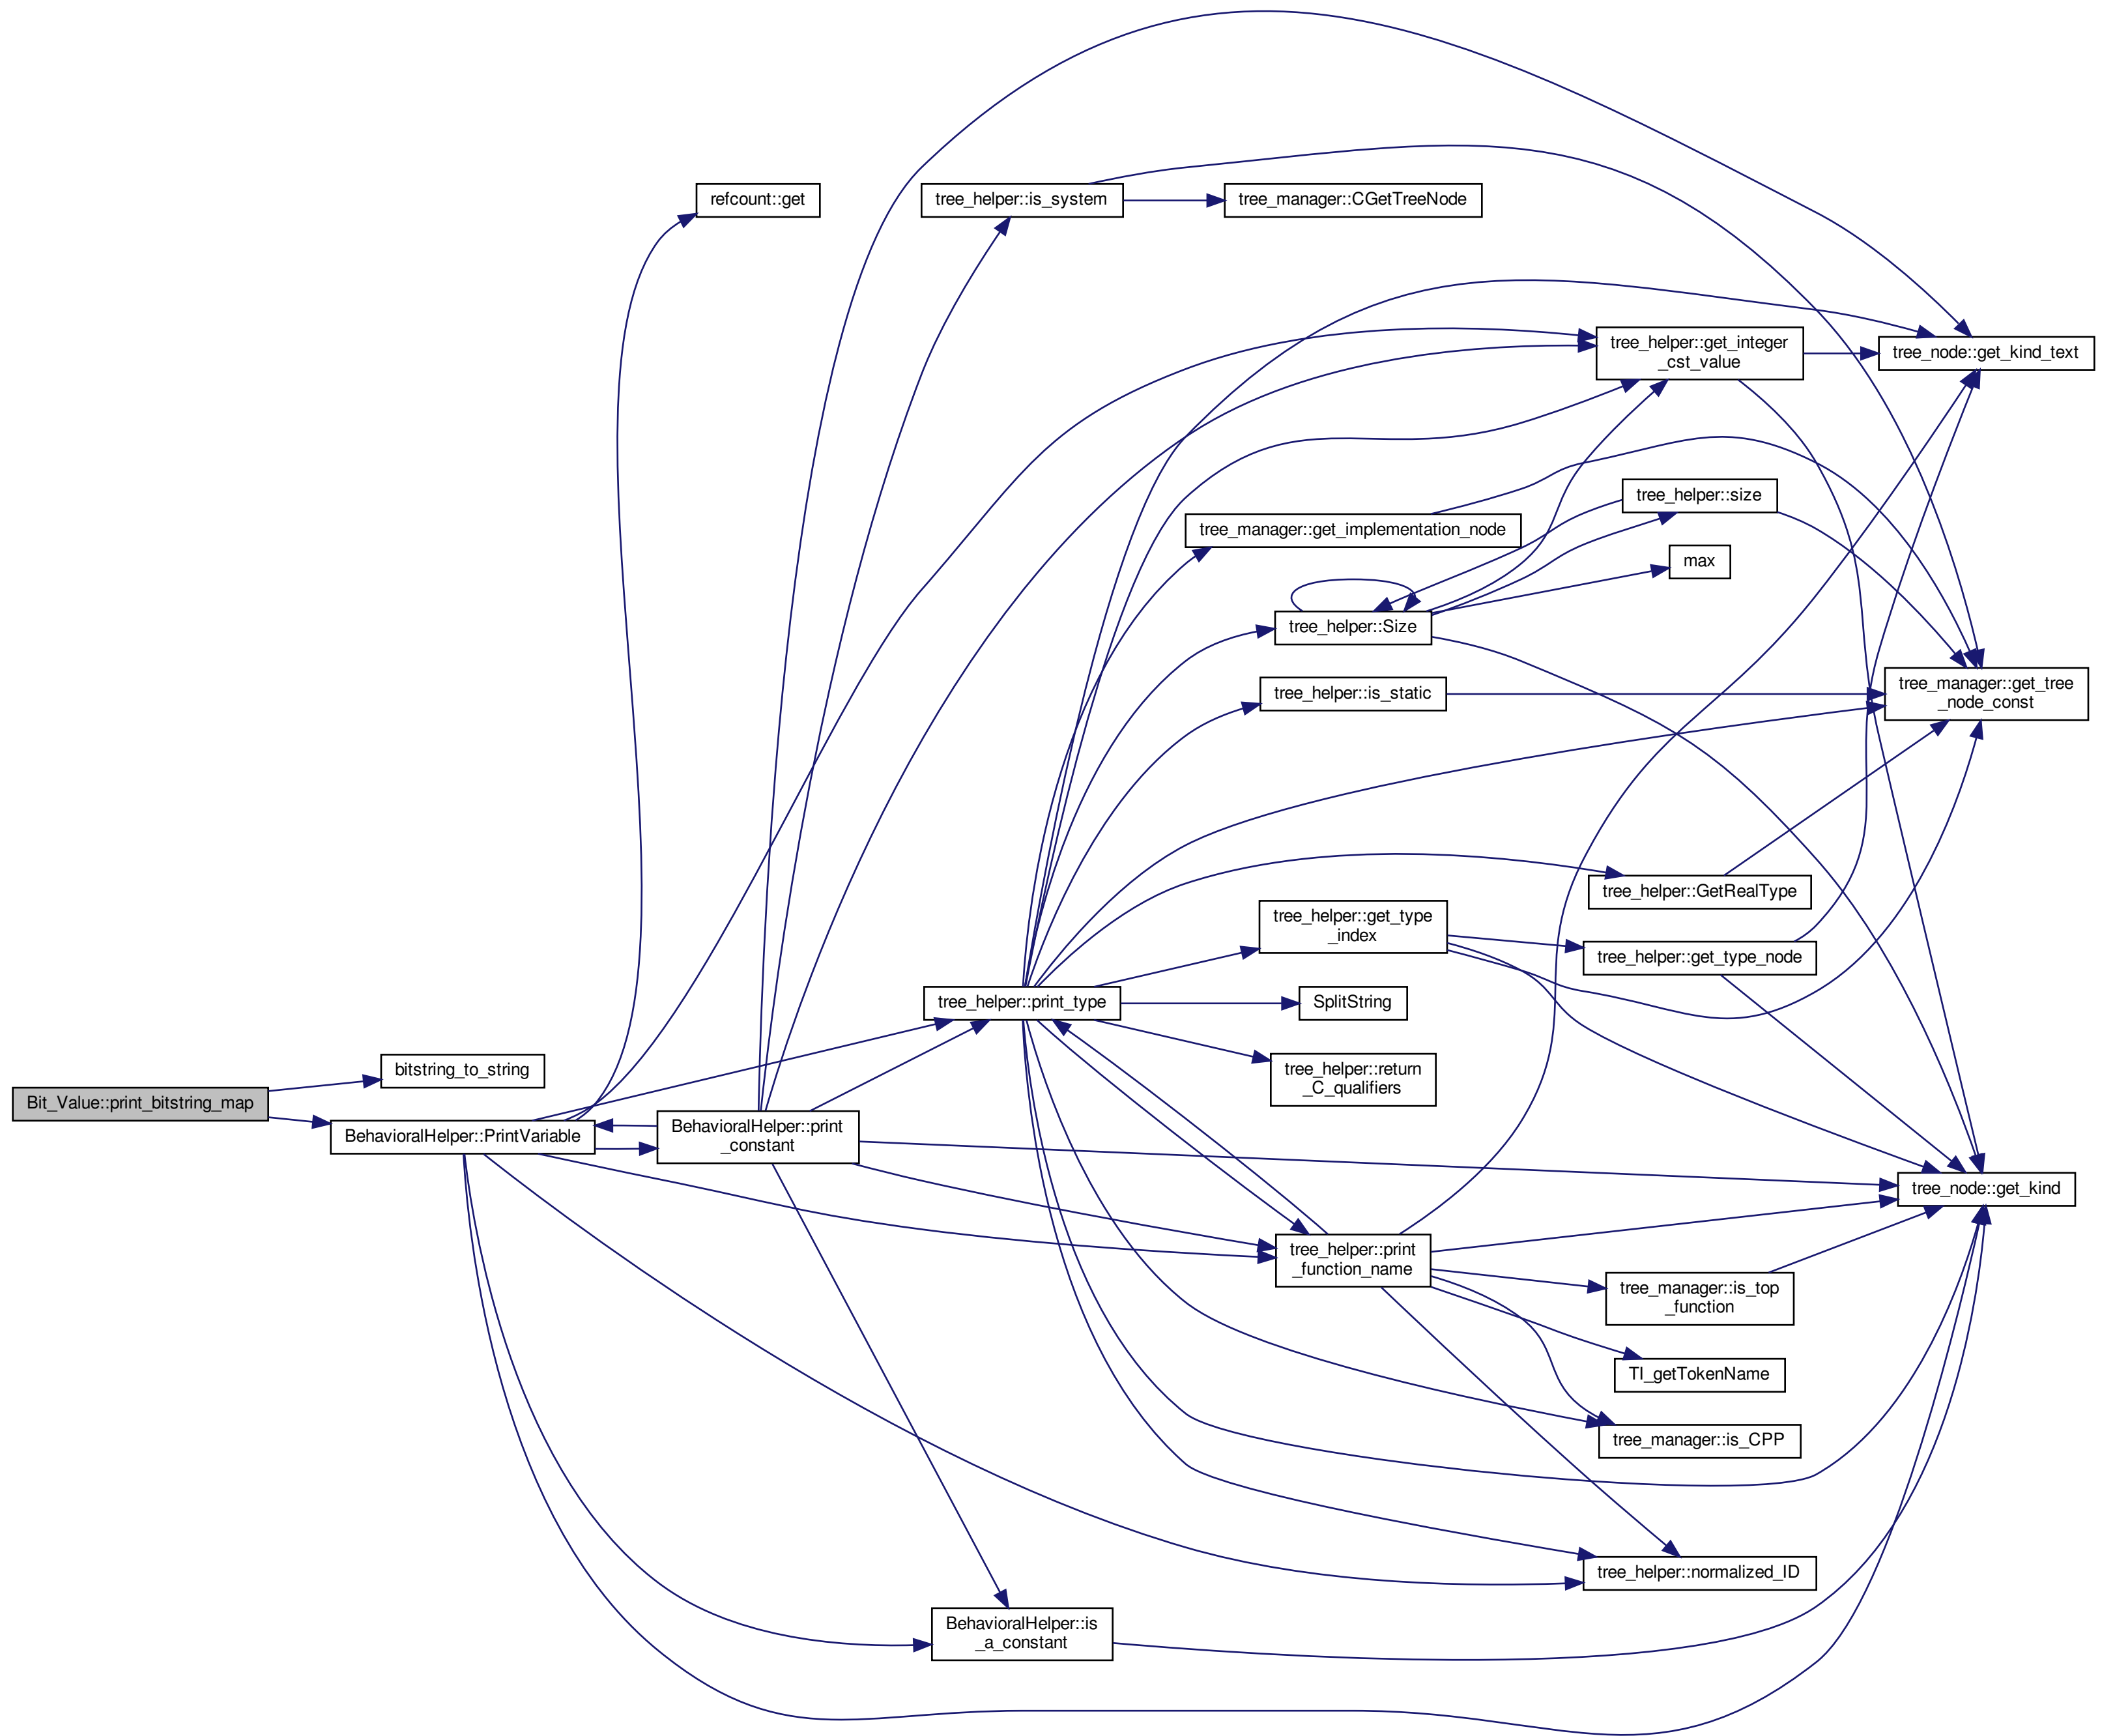 refcount::get
tree_helper::is_system
tree_manager::CGetTreeNode
tree_helper::get_integer
_cst_value
tree_node::get_kind_text
tree_helper::size
tree_manager::get_implementation_node
max
tree_helper::Size
tree_helper::is_static
tree_manager::get_tree
_node_const
tree_helper::GetRealType
tree_helper::get_type
_index
tree_helper::get_type_node
tree_helper::print_type
SplitString
bitstring_to_string
tree_helper::return
_C_qualifiers
Bit_Value::print_bitstring_map
BehavioralHelper::PrintVariable
BehavioralHelper::print
_constant
tree_node::get_kind
tree_helper::print
_function_name
tree_manager::is_top
_function
TI_getTokenName
tree_manager::is_CPP
tree_helper::normalized_ID
BehavioralHelper::is
_a_constant